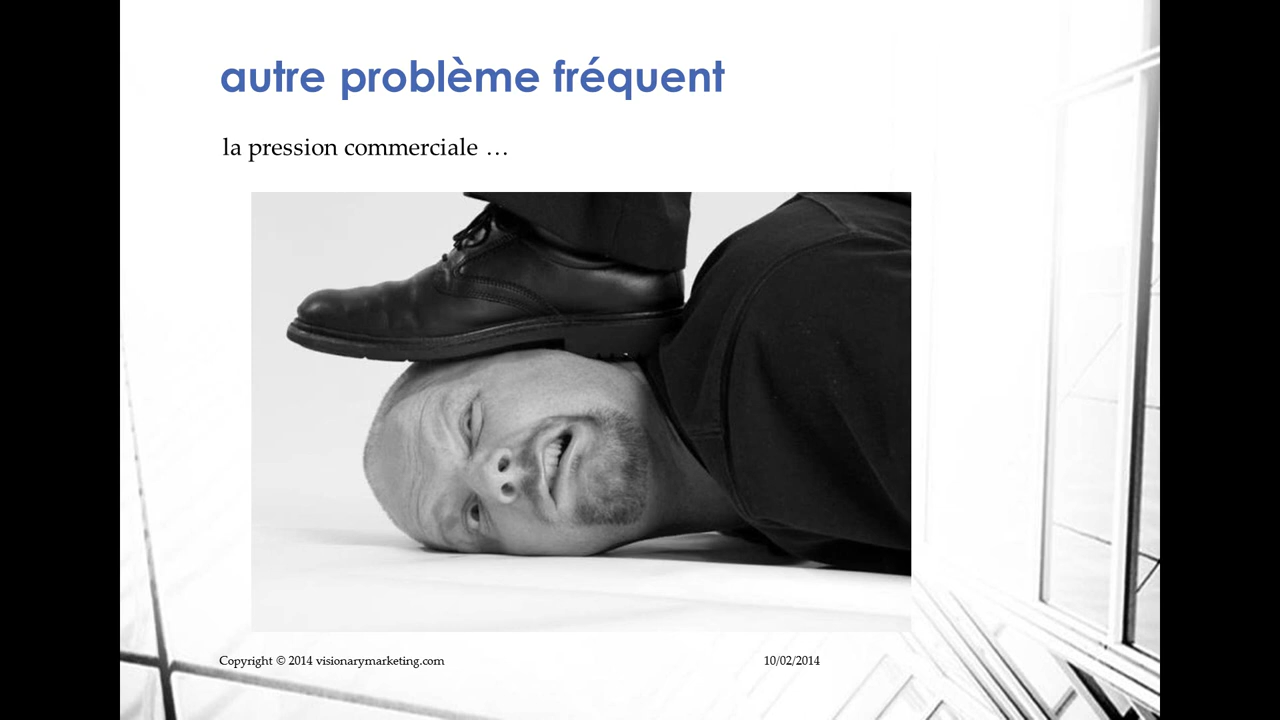 autre problème fréquent
la pression commerciale …
Copyright © 2014 visionarymarketing.com 10/02/2014